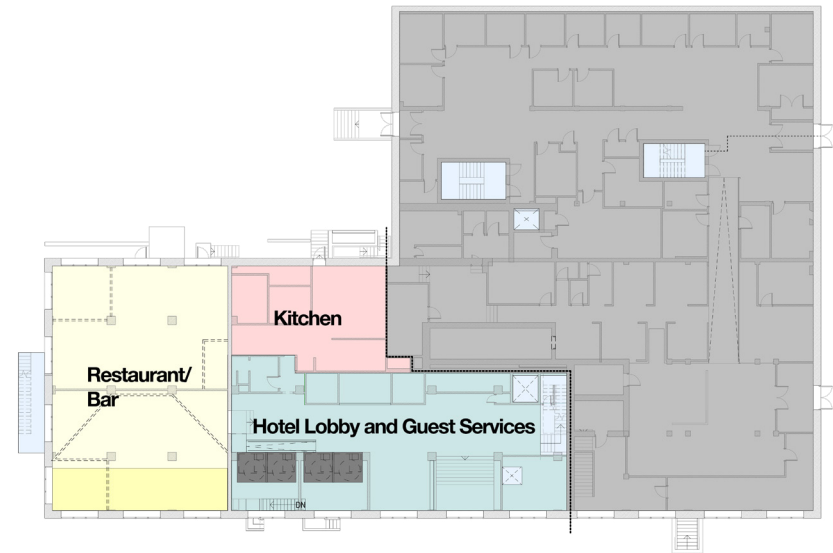 Kitchen
Restaurant/
Bar
Hotel Lobby and Guest Services
DN